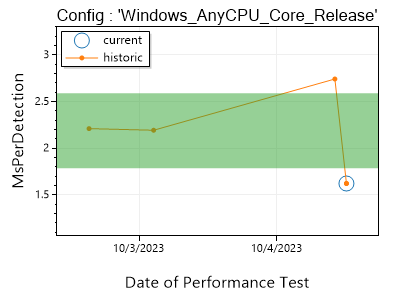 Config : 'Windows_AnyCPU_Core_Release'
current
historic
3
2.5
2
1.5
MsPerDetection
10/3/2023
10/4/2023
Date of Performance Test